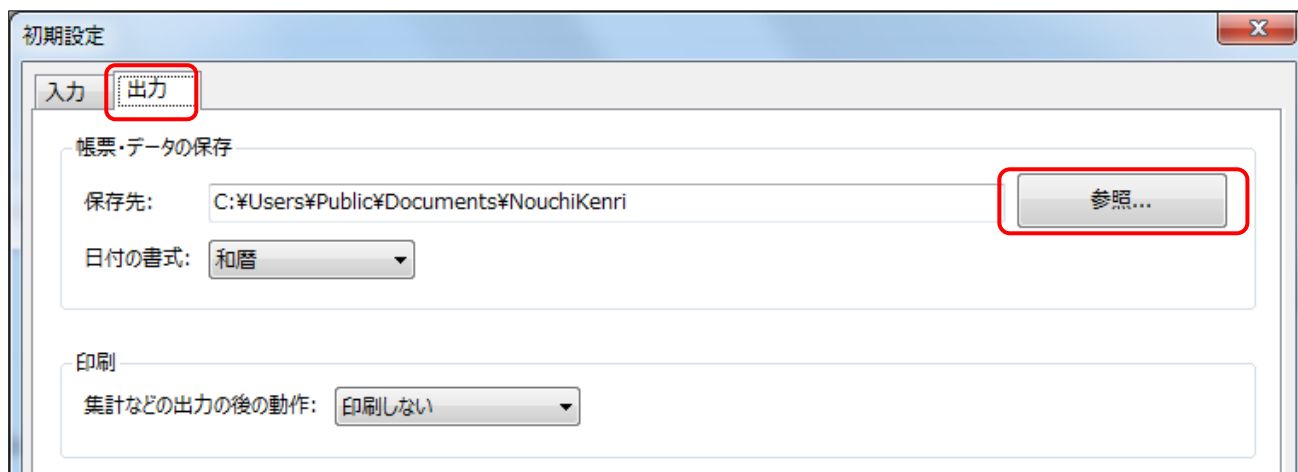 初期設定
入力 出力
帳票・データの保存
保存先: C:¥Users¥Public¥Documents¥NouchiKenri 参照...
日付の書式: 和暦
印刷
集計などの出力の後の動作: 印刷しない